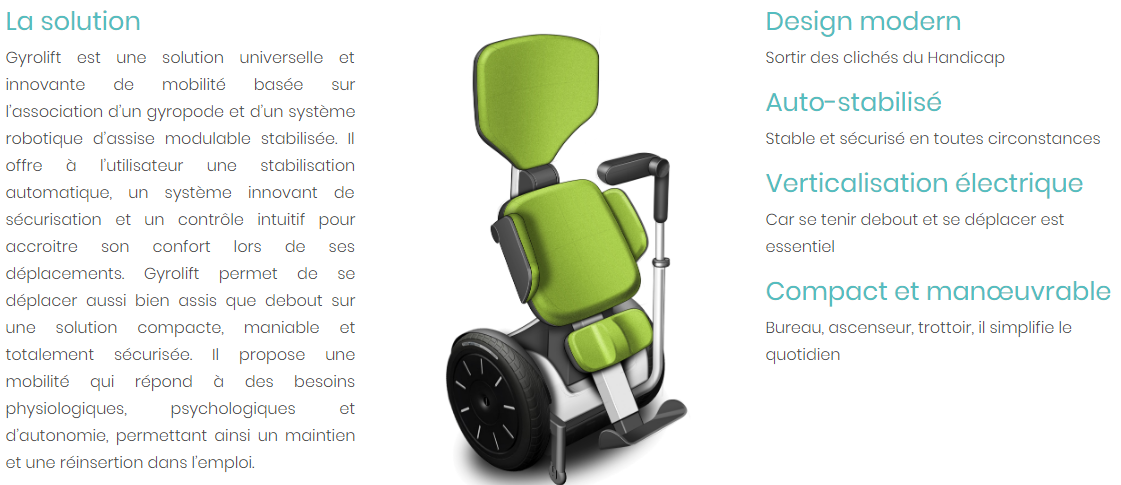 La solution
Gyrolift est une solution universelle et
innovante de mobilité basée sur
l'association d'un gyropode et d'un système
robotique d'assise modulable stabilisée. Il
offre à l'utilisateur une stabilisation
automatique, un système innovant de
sécurisation et un contrôle intuitif pour
accroitre son confort lors de ses
déplacements. Gyrolift permet de se
déplacer aussi bien assis que debout sur
une solution compacte, maniable et
totalement sécurisée. Il propose une
mobilité qui répond à des besoins
physiologiques, psychologiques et
d'autonomie, permettant ainsi un maintien
et une réinsertion dans l'emploi.
Design modern
Sortir des clichés du Handicap
Auto-stabilisé
Stable et sécurisé en toutes circonstances
Verticalisation électrique
Car se tenir debout et se déplacer est
essentiel
Compact et manœuvrable
Bureau, ascenseur, trottoir, il simplifie le
quotidien